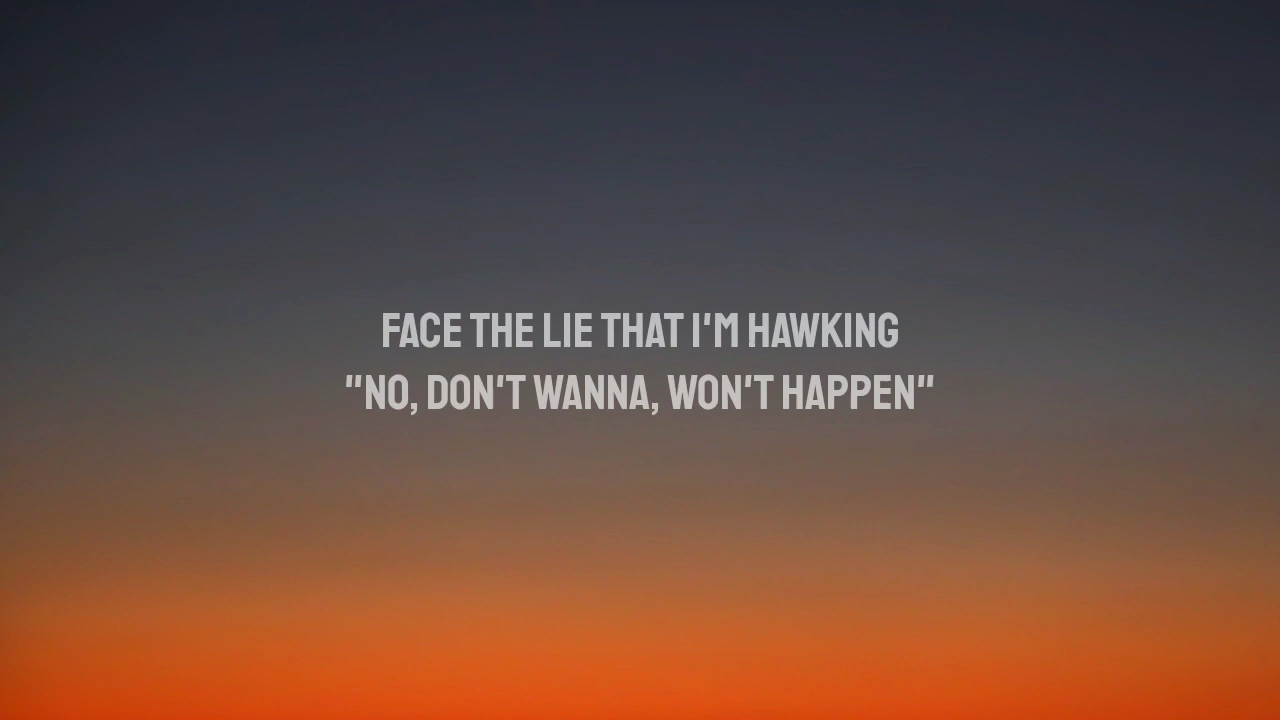 FACE THE LIE THAT I'M HAWKING
"NO, DON'T WANNA, WON'T HAPPEN"